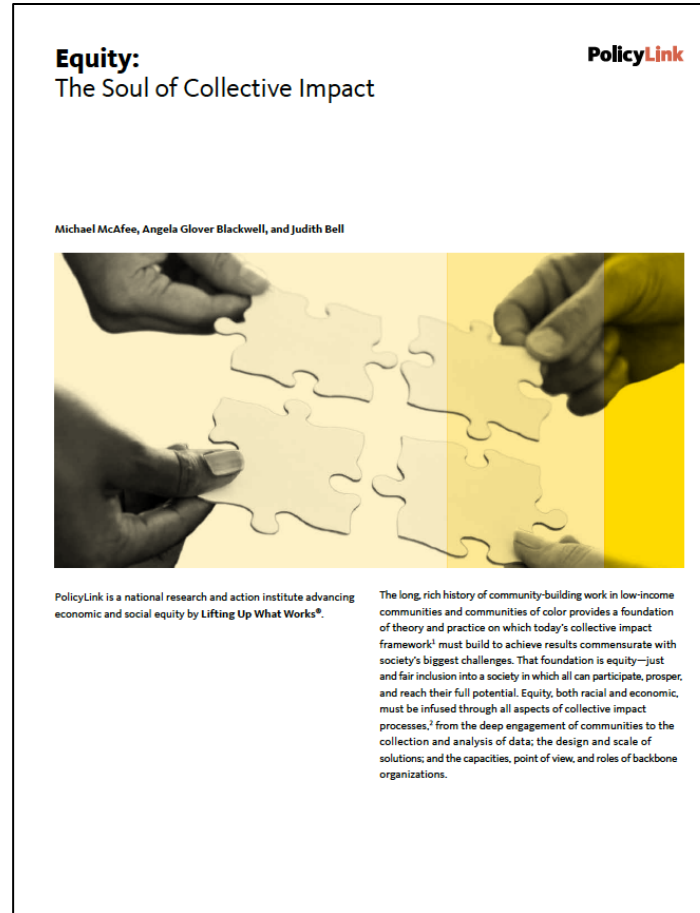 Equity:
The Soul of Collective Impact
PolicyLink
Michael McAfee, Angela Glover Blackwell, and Judith Bell
PolicyLink is a national research and action institute advancing
economic and social equity by Lifting Up What Works®.
The long, rich history of community-building work in low-income
communities and communities of color provides a foundation
of theory and practice on which today's collective impact
framework¹ must build to achieve results commensurate with
society's biggest challenges. That foundation is equity—just
and fair inclusion into a society in which all can participate, prosper,
and reach their full potential. Equity, both racial and economic,
must be infused through all aspects of collective impact
processes,² from the deep engagement of communities to the
collection and analysis of data; the design and scale of
solutions; and the capacities, point of view, and roles of backbone
organizations.